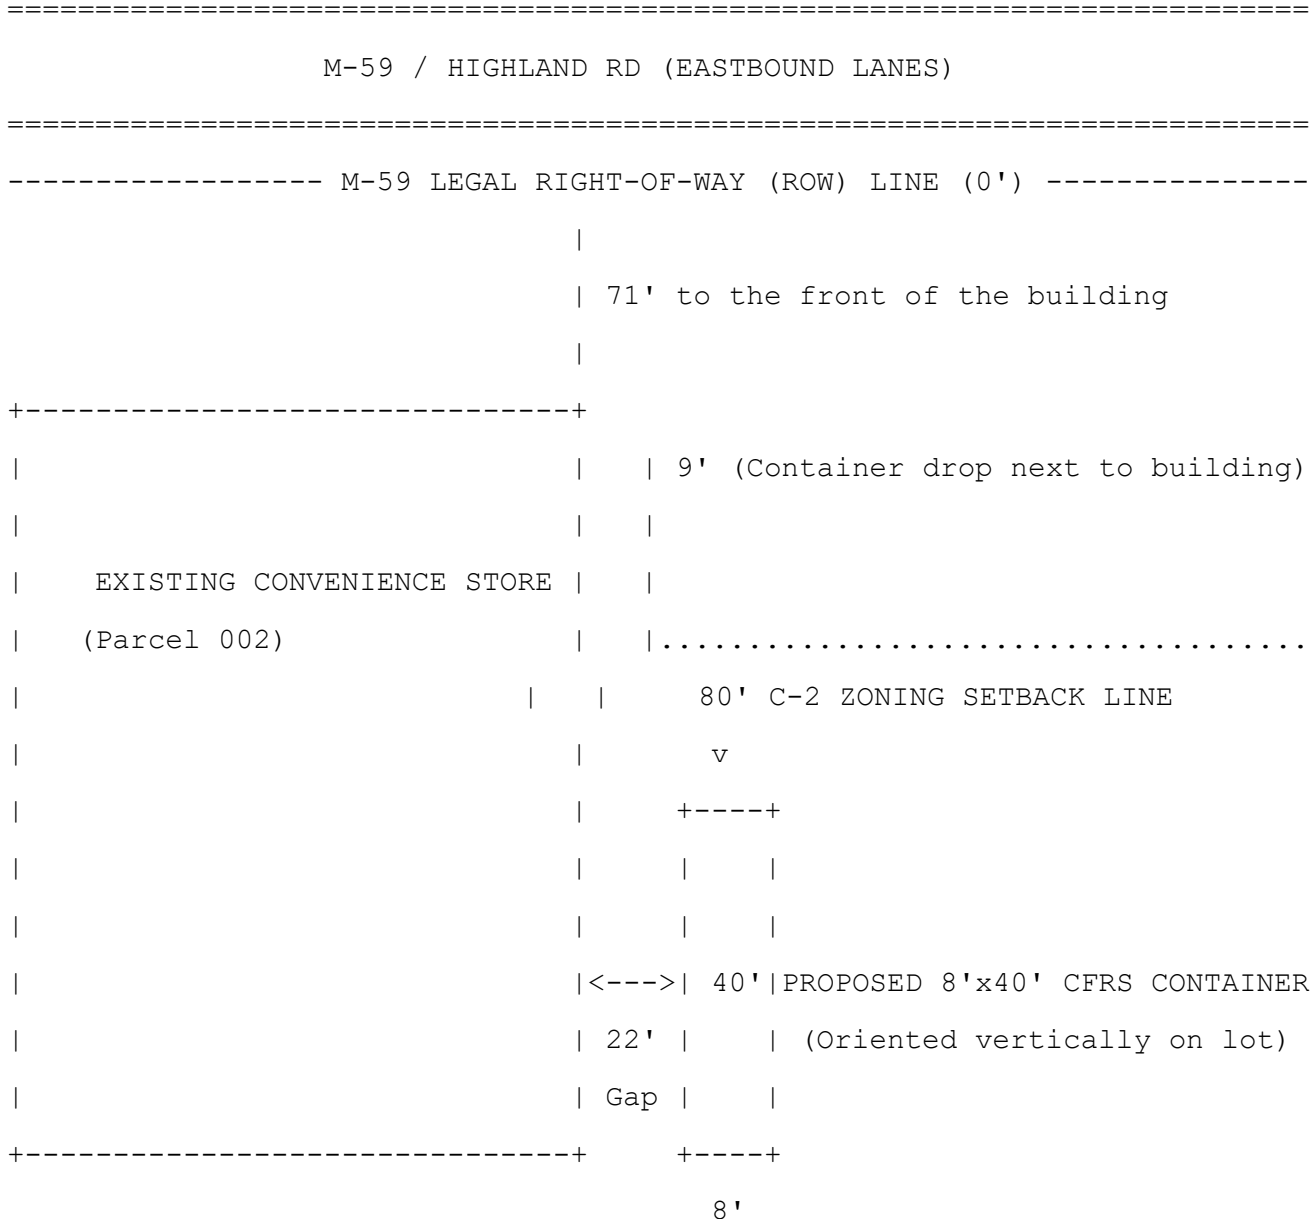 M-59 / HIGHLAND RD (EASTBOUND LANES)
M-59 LEGAL RIGHT-OF-WAY (ROW) LINE (0')
71' to the front of the building
9' (Container drop next to building)
EXISTING CONVENIENCE STORE
(Parcel 002)
80' C-2 ZONING SETBACK LINE
v
40' PROPOSED 8'x40' CFRS CONTAINER
22' (Oriented vertically on lot)
Gap
8'